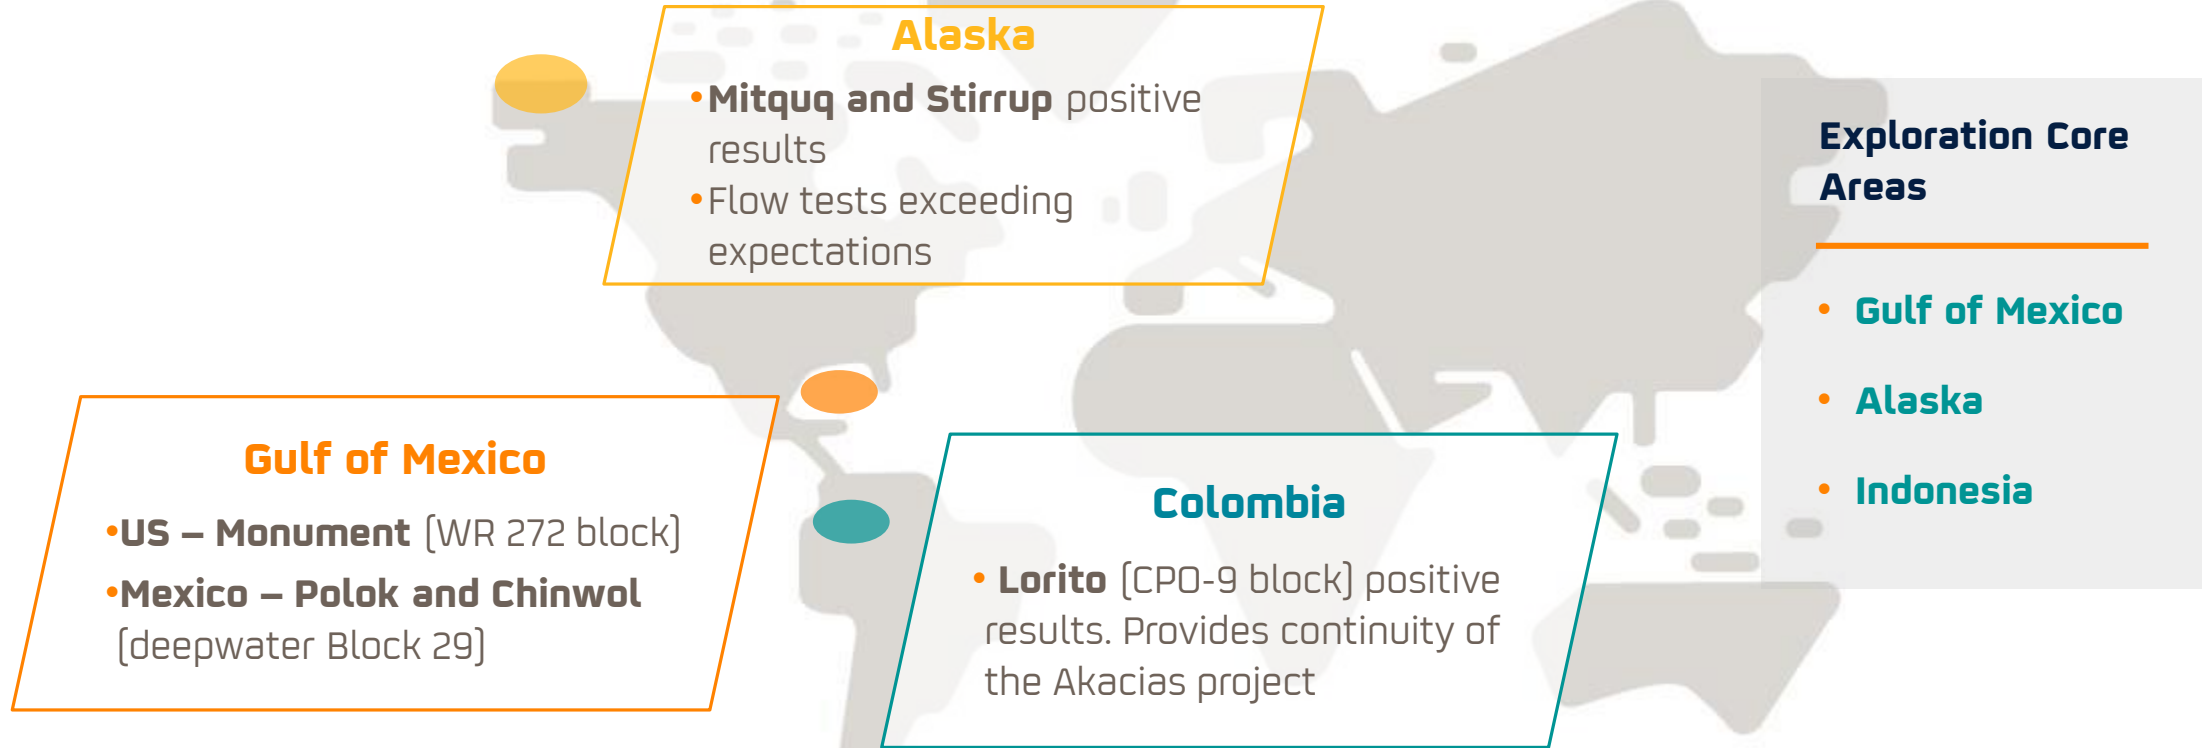 Alaska
•Mitquq and Stirrup positive
results
•Flow tests exceeding
expectations
Exploration Core
Areas
• Gulf of Mexico
• Alaska
• Indonesia
Gulf of Mexico
•US – Monument (WR 272 block)
•Mexico – Polok and Chinwol
(deepwater Block 29)
Colombia
• Lorito (CPO-9 block) positive
results. Provides continuity of
the Akacias project